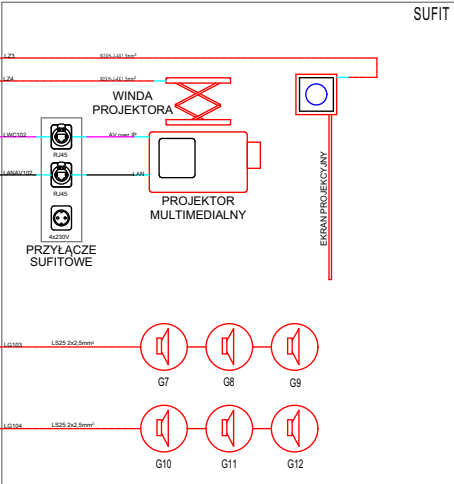 SUFIT
LZ3
LZ4
WINDA
PROJEKTORA
LWC102
AV over IP
RJ45
LANAV102
LAN
RJ45
4x230V
PRZYŁĄCZE
SUFITOWE
PROJEKTOR
MULTIMEDIALNY
EKRAN PROJEKCYJNY
LG103
LS25 2x2,5mm²
G7
G8
G9
LG104
LS25 2x2,5mm²
G10
G11
G12